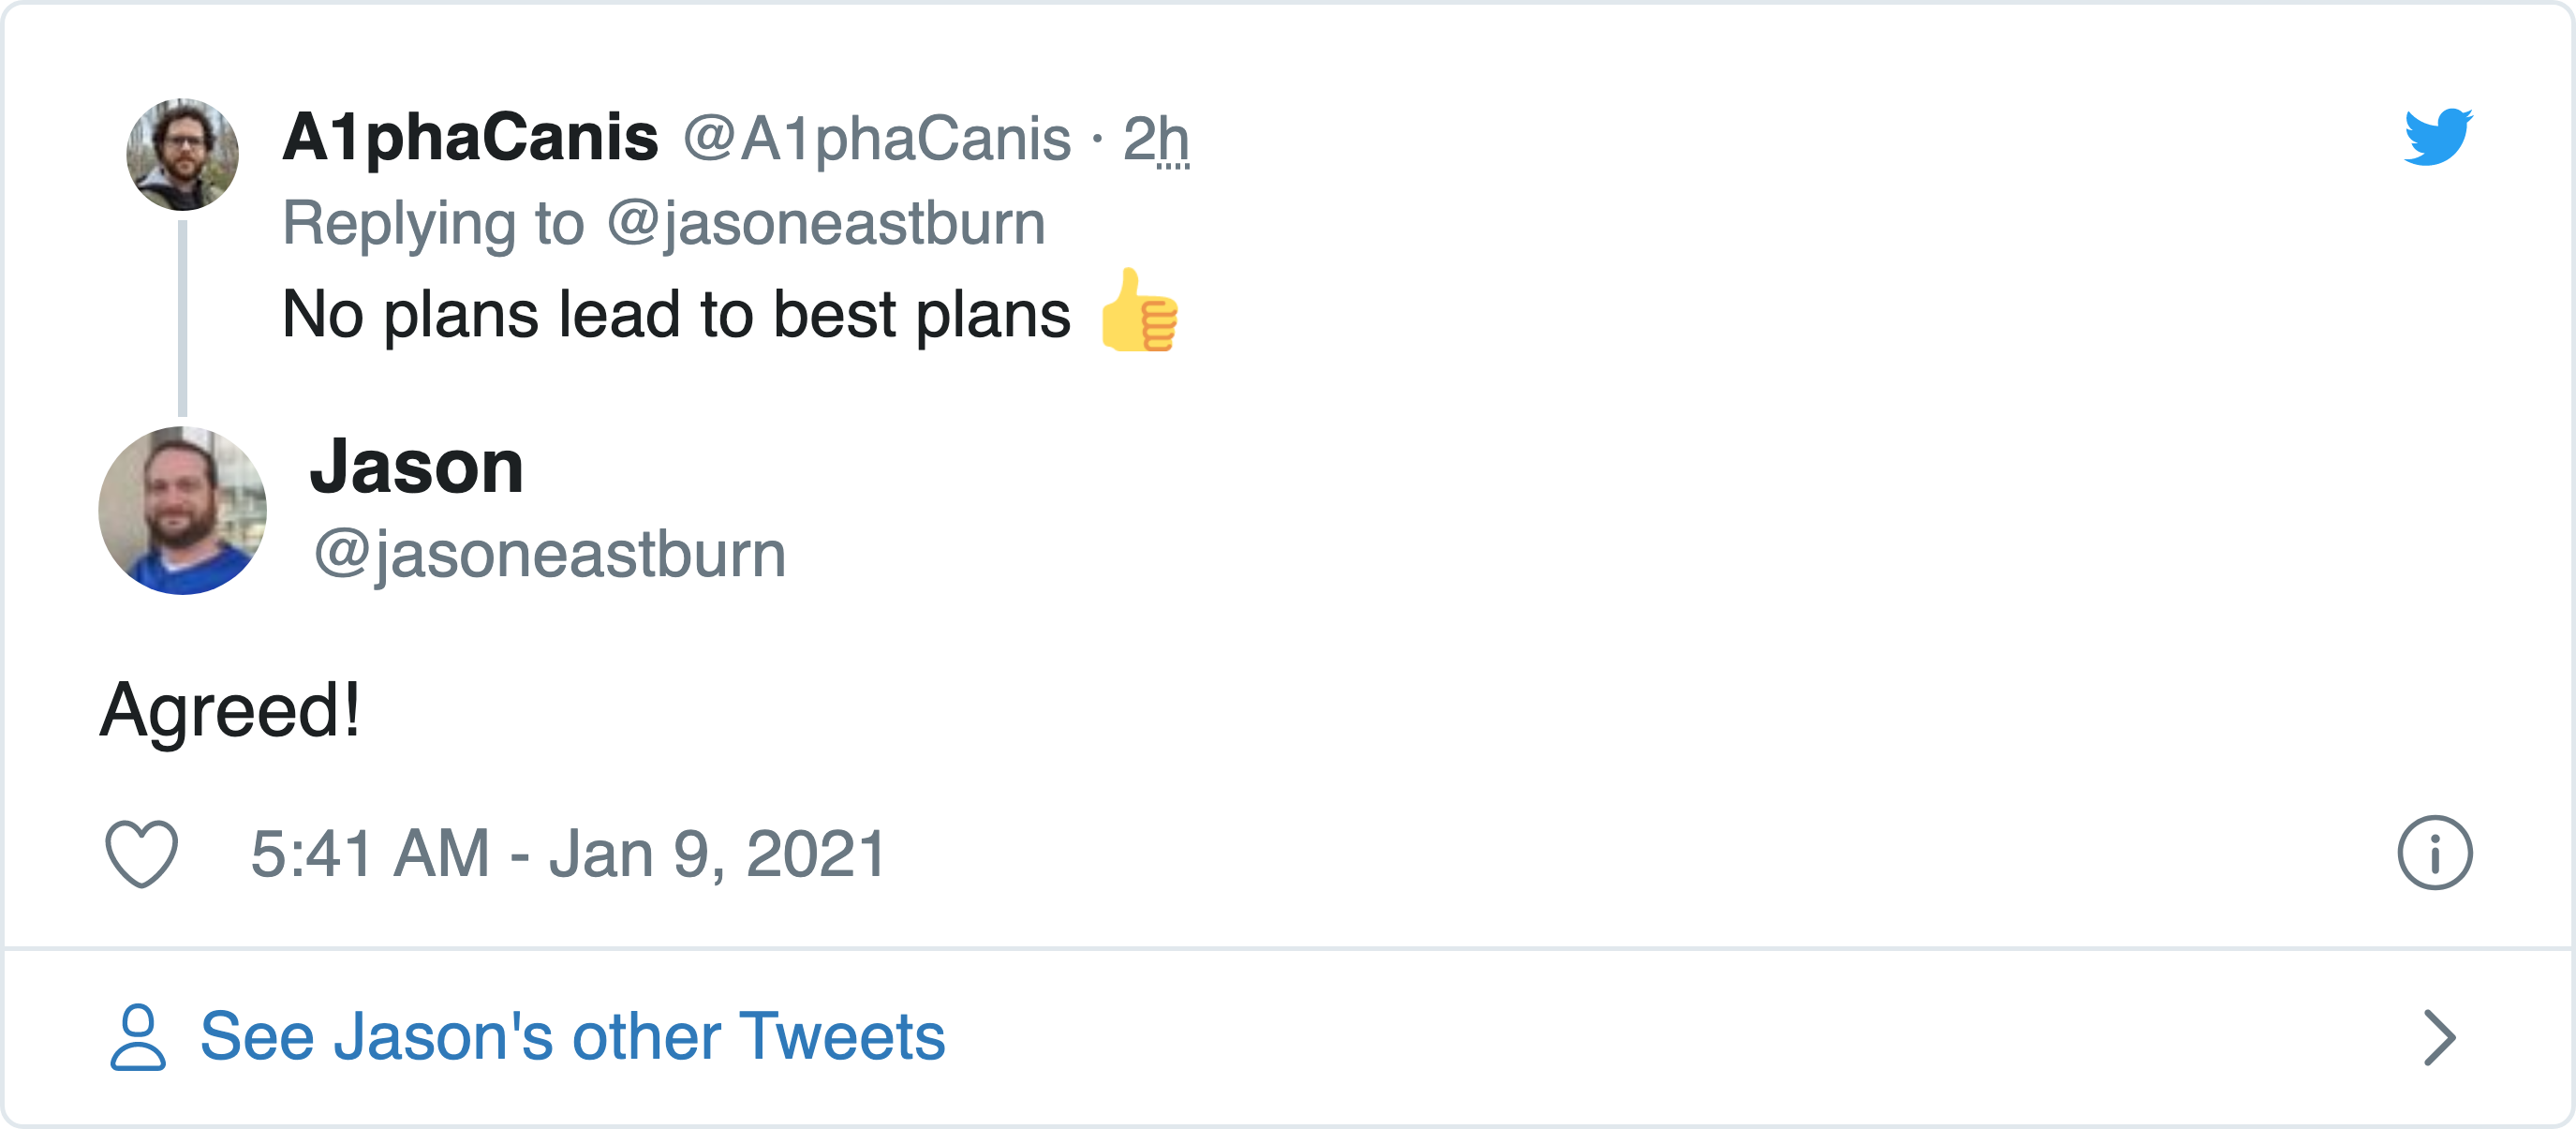 A1phaCanis @A1phaCanis · 2h
Replying to @jasoneastburn
No plans lead to best plans 👍
Jason
@jasoneastburn
Agreed!
5:41 AM - Jan 9, 2021
See Jason's other Tweets